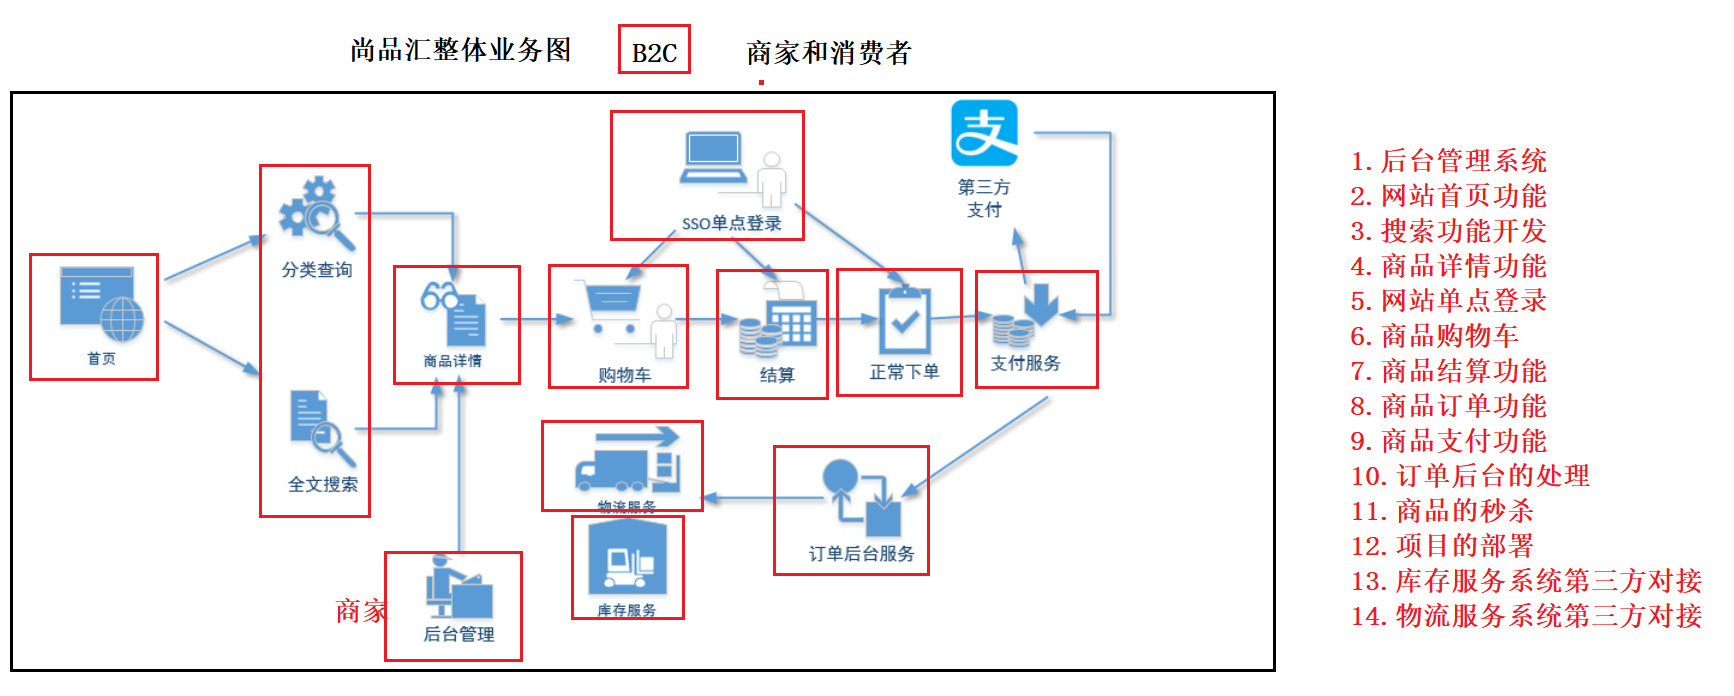 尚品汇整体业务图
B2C
商家和消费者
首页
分类查询
全文搜索
商品详情
商家
后台管理
SSO单点登录
购物车
结算
正常下单
支
第三方
支付
支付服务
物流服务
库存服务
订单后台服务
1.后台管理系统
2.网站首页功能
3.搜索功能开发
4.商品详情功能
5.网站单点登录
6.商品购物车
7.商品结算功能
8.商品订单功能
9.商品支付功能
10.订单后台的处理
11.商品的秒杀
12.项目的部署
13.库存服务系统第三方对接
14.物流服务系统第三方对接